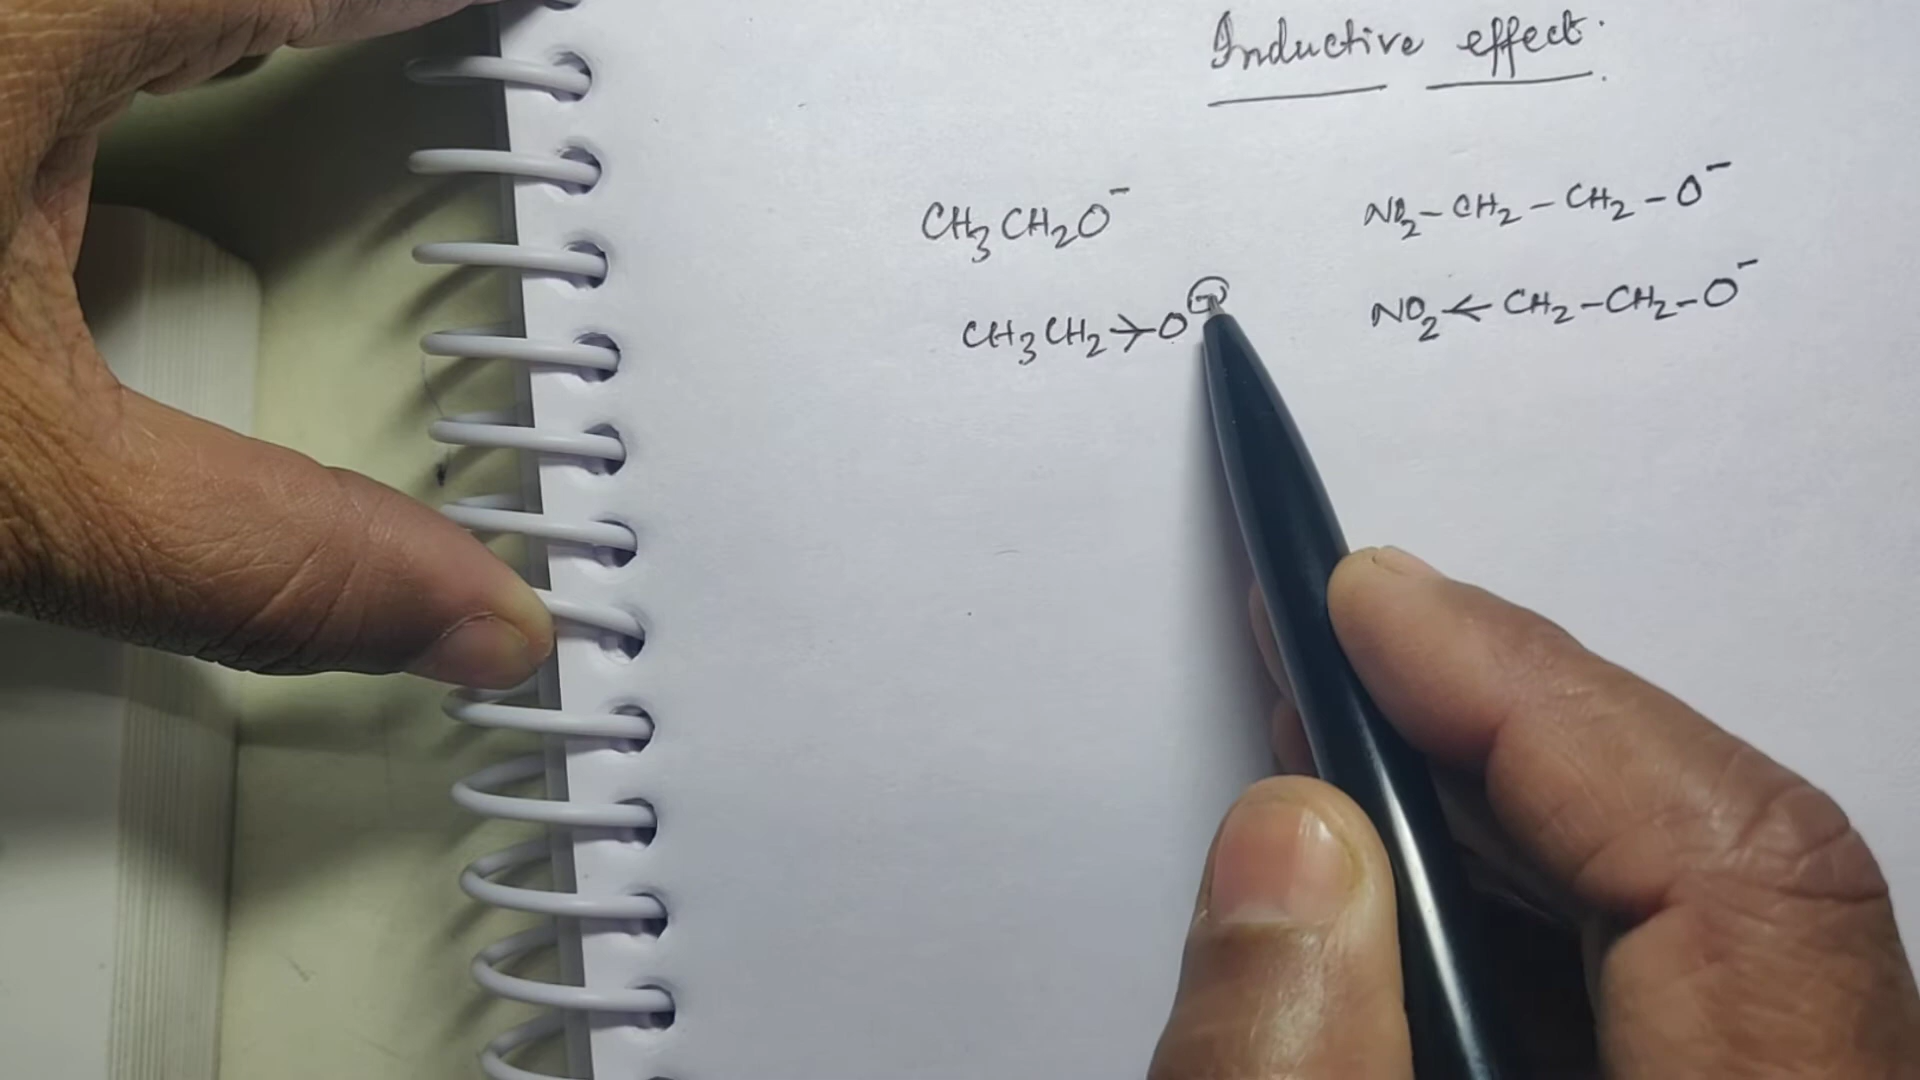 Inductive effect.
CH₃CH₂O⁻
NO₂-CH₂-CH₂-O⁻
CH₃CH₂→O⊖
NO₂←CH₂-CH₂-O⁻